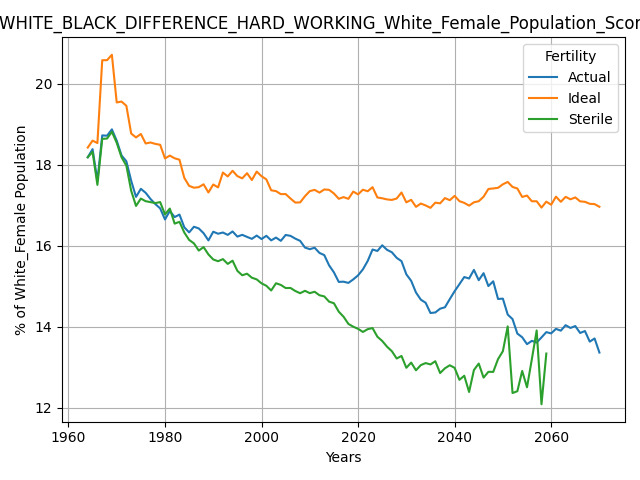 WHITE_BLACK_DIFFERENCE_HARD_WORKING_White_Female_Population_Scor
Fertility
Actual
Ideal
Sterile
% of White_Female Population
20
18
16
14
12
1960 1980 2000 2020 2040 2060
Years